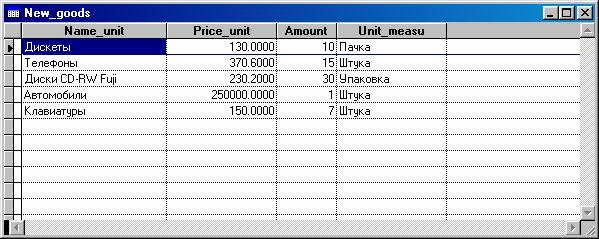 New_goods
Name_unit Price_unit Amount Unit_measu
Дискеты 130.0000 10 Пачка
Телефоны 370.6000 15 Штука
Диски CD-RW Fuji 230.2000 30 Упаковка
Автомобили 250000.0000 1 Штука
Клавиатуры 150.0000 7 Штука